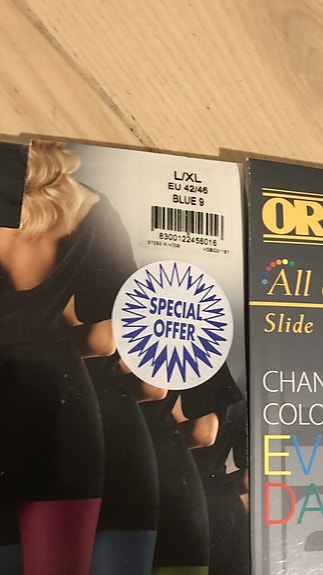 L/XL
EU 42/46
BLUE 9
8300122456016
SPECIAL
OFFER
OR
All
Slide
CHAN
COLO
EV
DA